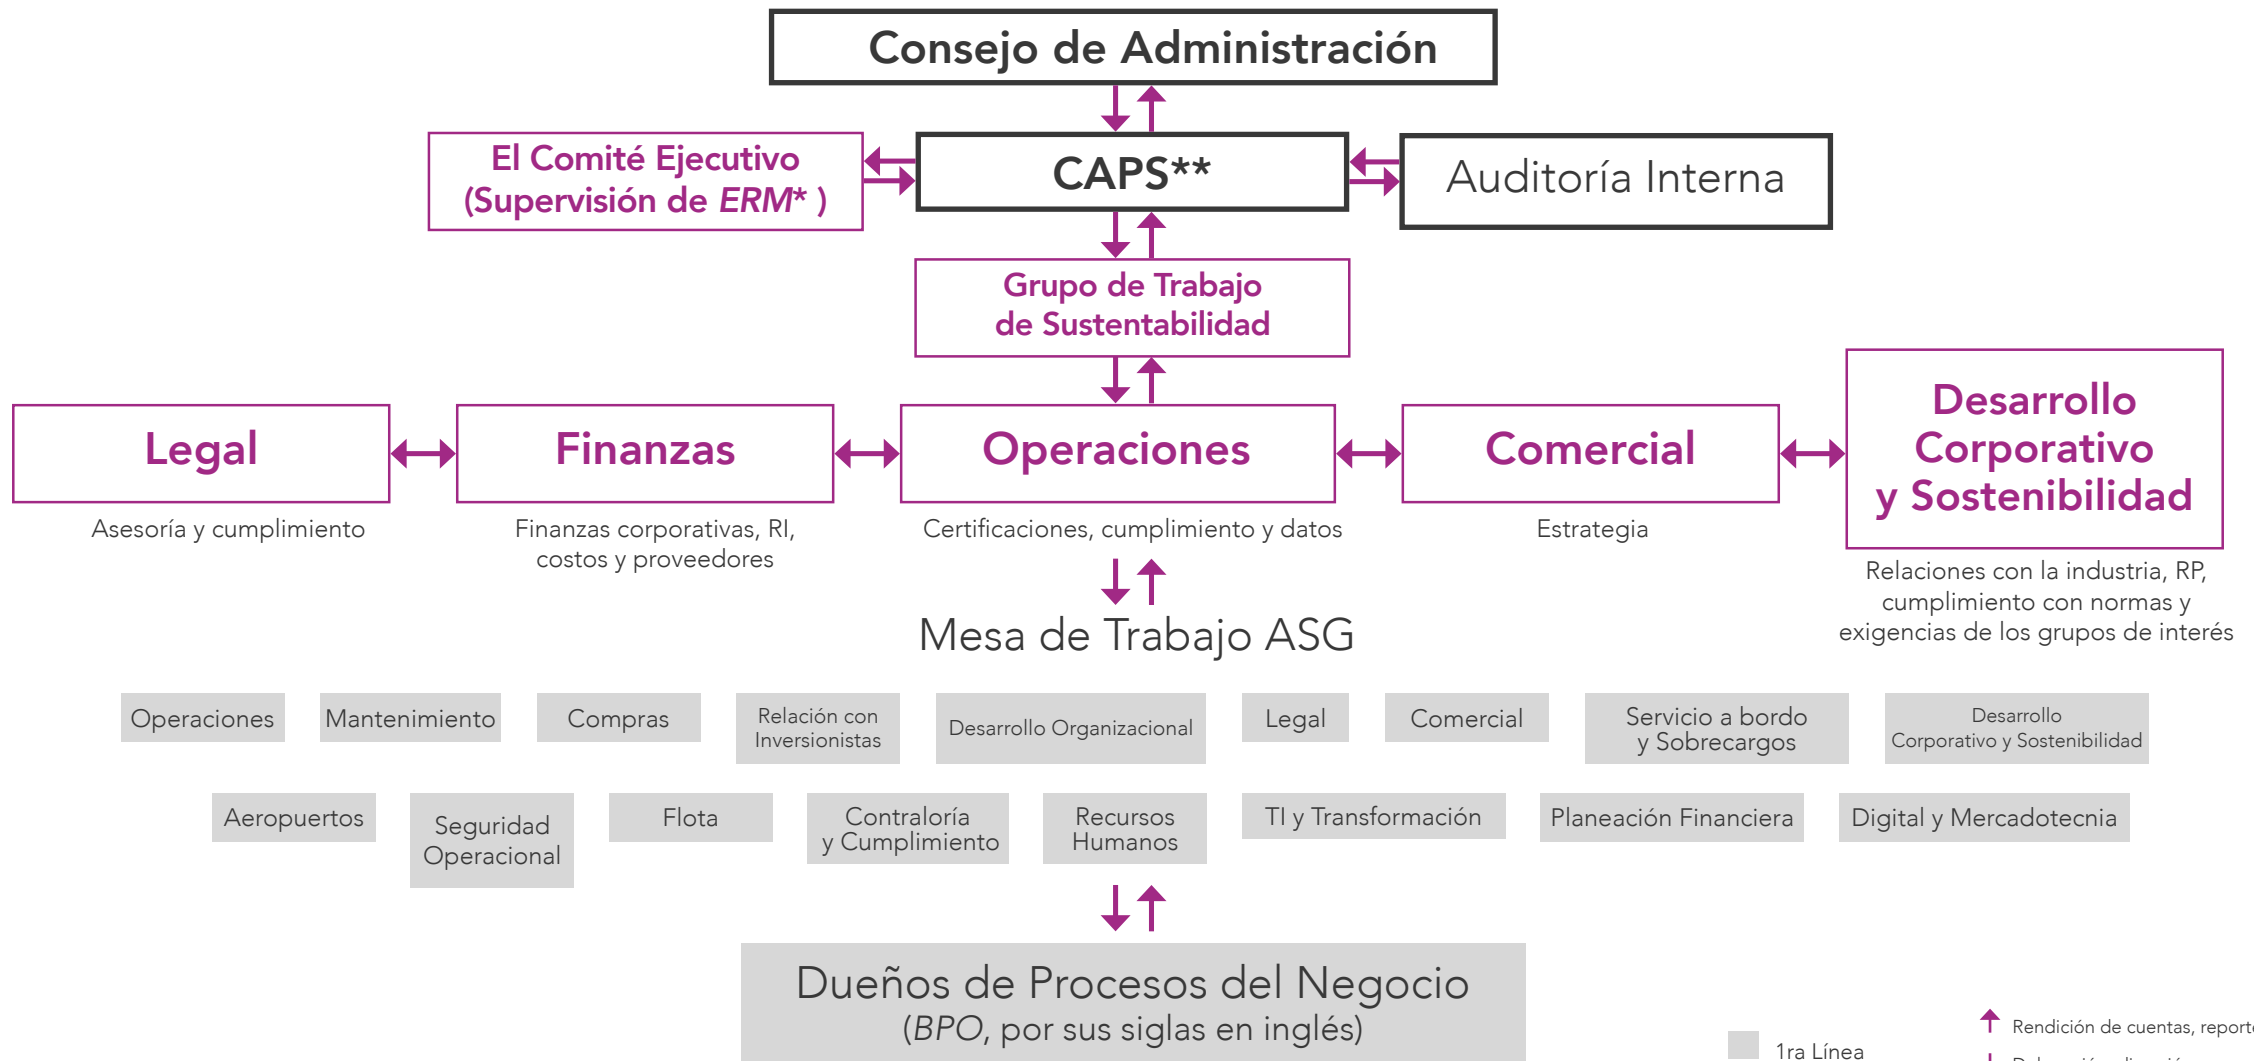 Consejo de Administración
El Comité Ejecutivo
(Supervisión de ERM* )
CAPS**
Auditoría Interna
Grupo de Trabajo
de Sustentabilidad
Legal
Finanzas
Operaciones
Comercial
Desarrollo
Corporativo
y Sostenibilidad
Asesoría y cumplimiento
Finanzas corporativas, RI,
costos y proveedores
Certificaciones, cumplimiento y datos
Estrategia
Relaciones con la industria, RP,
cumplimiento con normas y
exigencias de los grupos de interés
Mesa de Trabajo ASG
Operaciones
Mantenimiento
Compras
Relación con
Inversionistas
Desarrollo Organizacional
Legal
Comercial
Servicio a bordo
y Sobrecargos
Desarrollo
Corporativo y Sostenibilidad
Aeropuertos
Seguridad
Operacional
Flota
Contraloría
y Cumplimiento
Recursos
Humanos
TI y Transformación
Planeación Financiera
Digital y Mercadotecnia
Dueños de Procesos del Negocio
(BPO, por sus siglas en inglés)
1ra Línea
Rendición de cuentas,